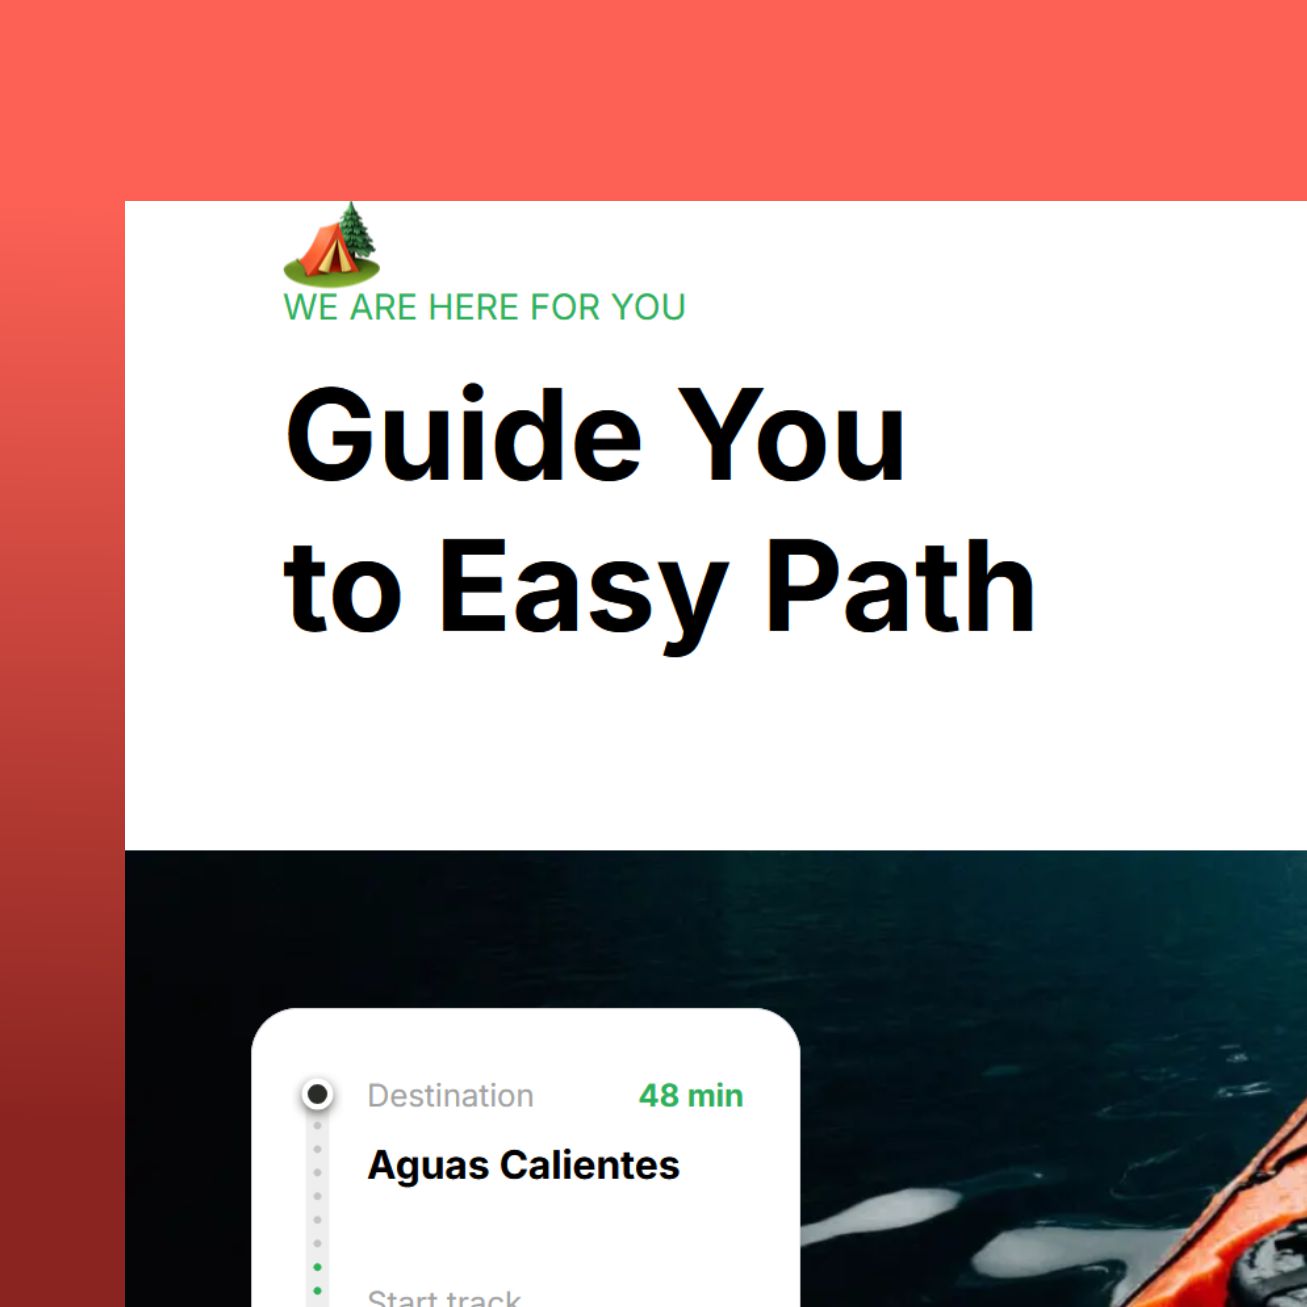 WE ARE HERE FOR YOU
Guide You
to Easy Path
Destination 48 min
Aguas Calientes
Start track